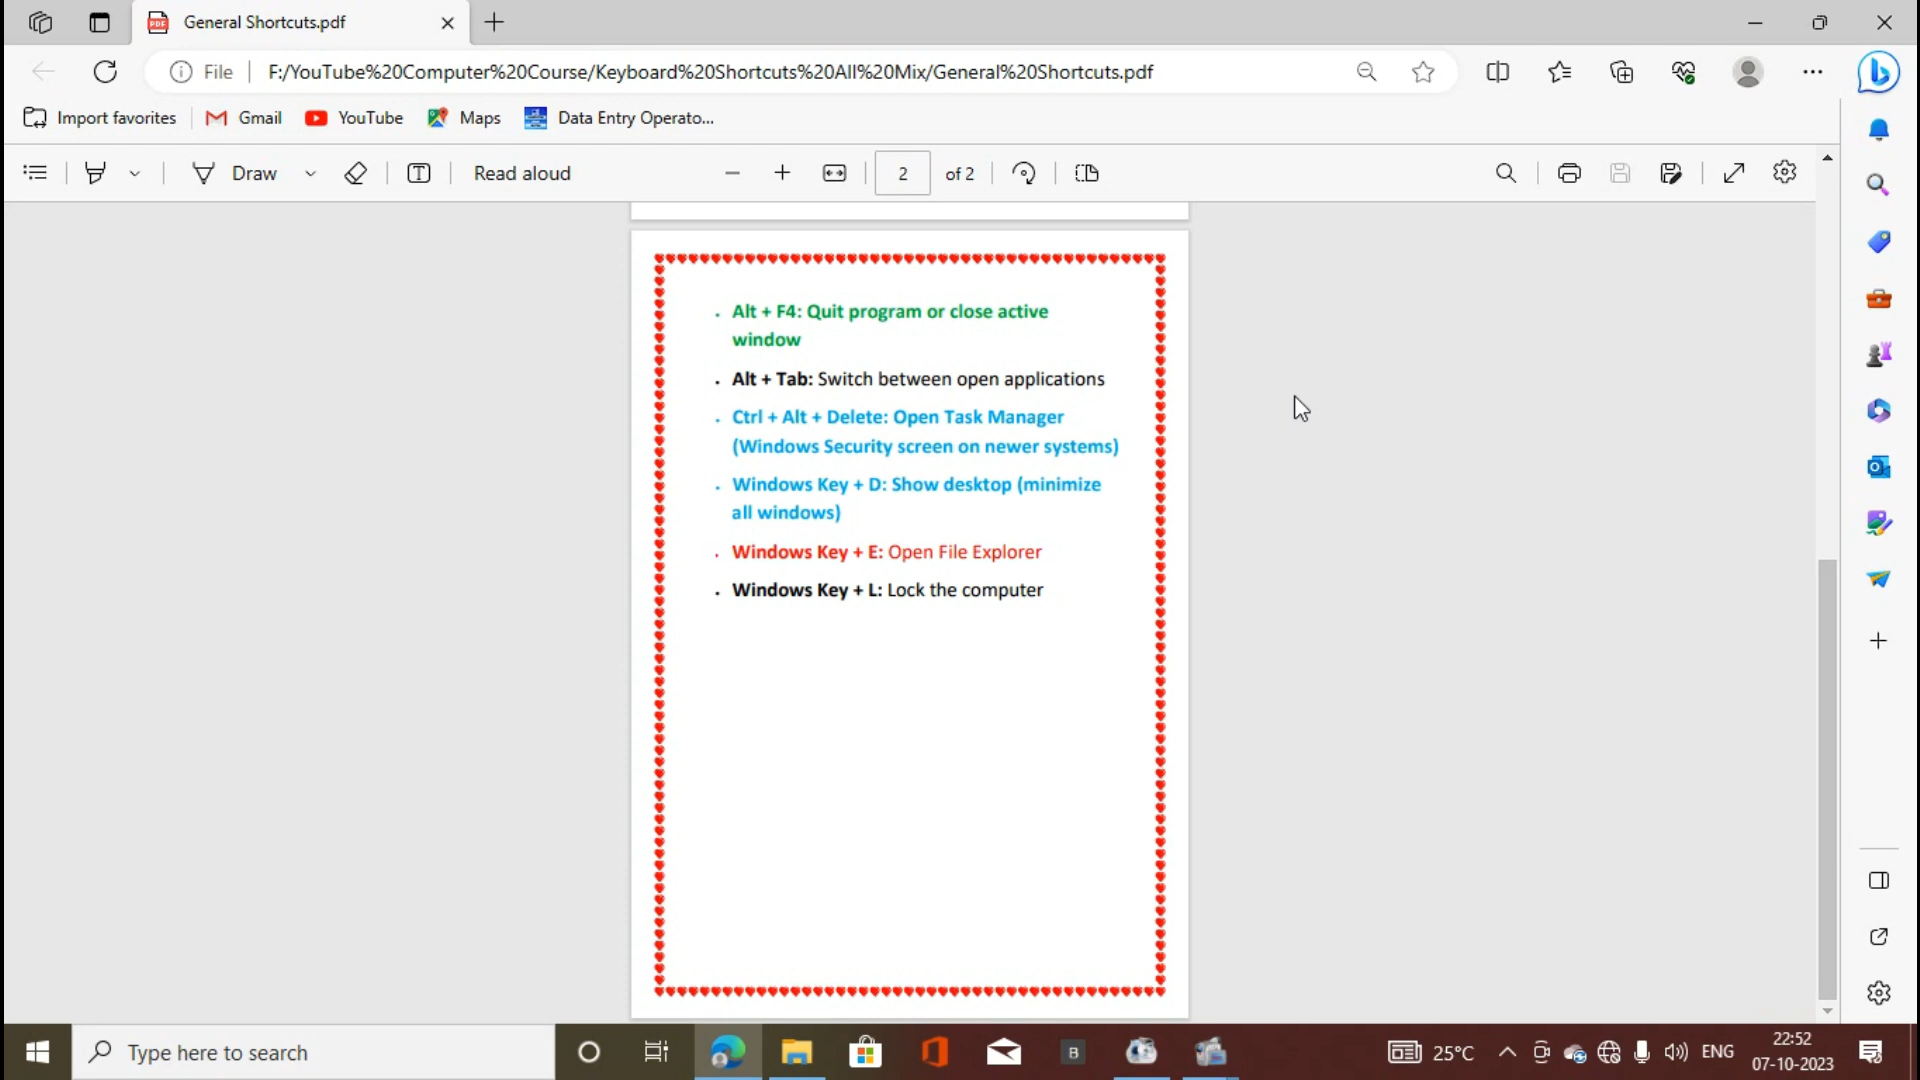 General Shortcuts.pdf
File
F:/YouTube%20Computer%20Course/Keyboard%20Shortcuts%20All%20Mix/General%20Shortcuts.pdf
Import favorites
Gmail
YouTube
Maps
Data Entry Operato...
Draw
Read aloud
2
of 2
Alt + F4: Quit program or close active
window
Alt + Tab: Switch between open applications
Ctrl + Alt + Delete: Open Task Manager
(Windows Security screen on newer systems)
Windows Key + D: Show desktop (minimize
all windows)
Windows Key + E: Open File Explorer
Windows Key + L: Lock the computer
Type here to search
B
25°C
ENG
22:52
07-10-2023